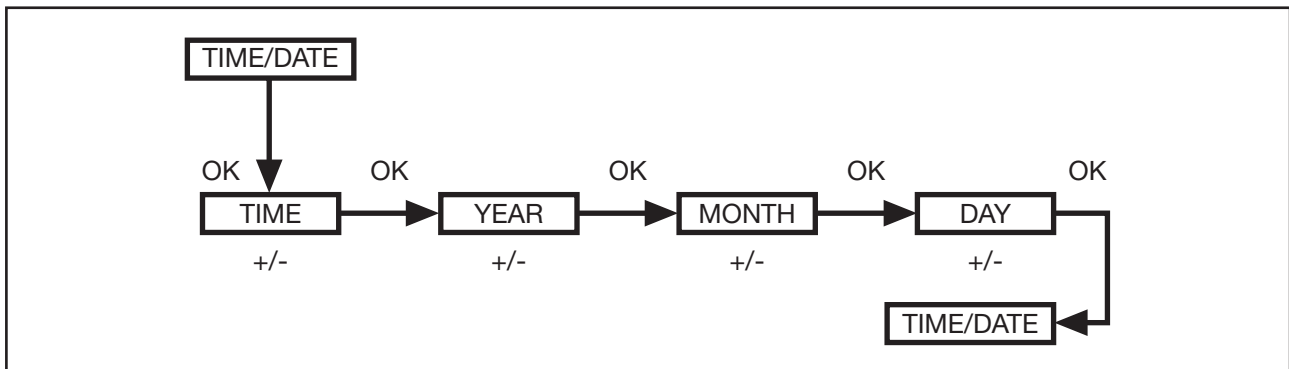 TIME/DATE
OK OK OK OK OK
TIME YEAR MONTH DAY
+/- +/- +/- +/-
TIME/DATE